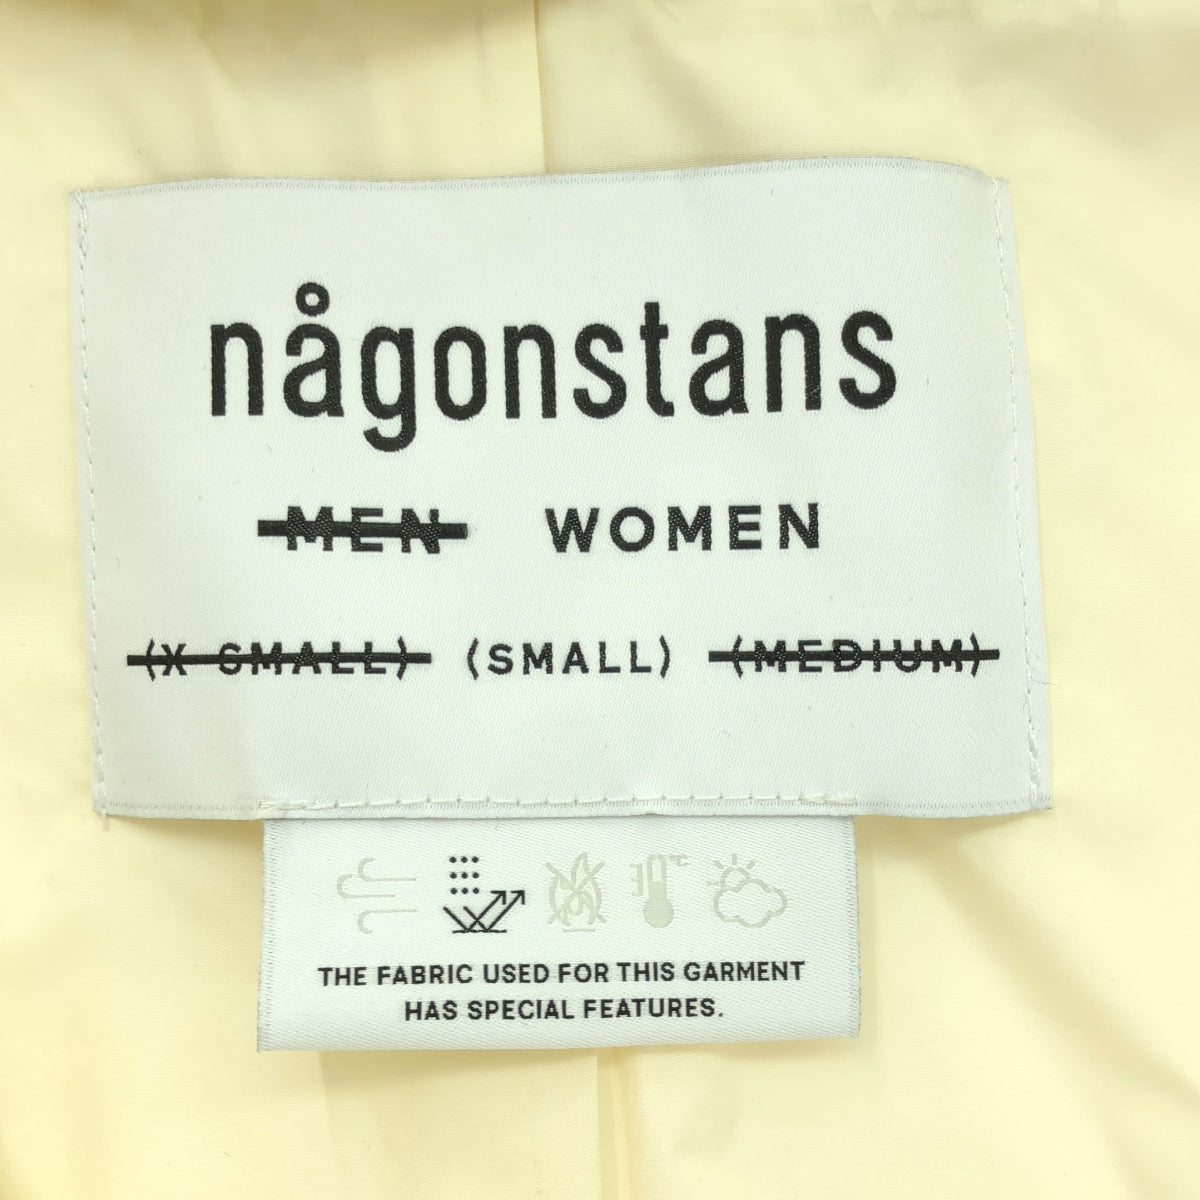 någonstans
MEN WOMEN
(X SMALL) (SMALL) (MEDIUM)
°C
THE FABRIC USED FOR THIS GARMENT
HAS SPECIAL FEATURES.